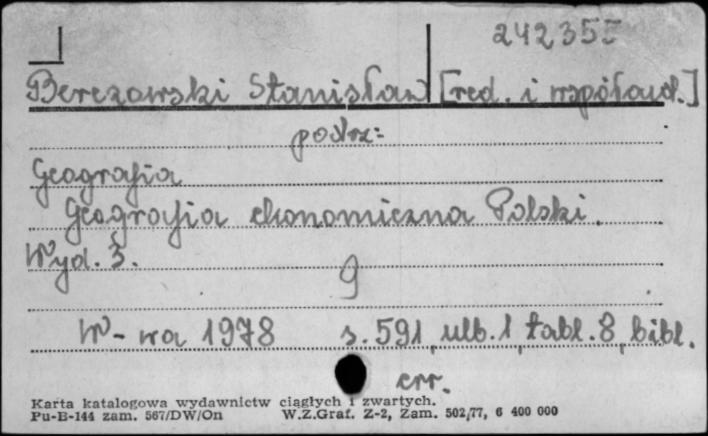 242355
Berezowski Stanisław [red. i współaut.]
podrz:
Geografia
Geografia ekonomiczna Polski.
Wyd. 3.
9
W-wa 1978 s. 591, ulb. 1, tabl. 8, bibl.
err.
Karta katalogowa wydawnictw ciągłych i zwartych.
Pu-B-144 zam. 567/DW/On W.Z.Graf. Z-2, Zam. 502/77, 6 400 000